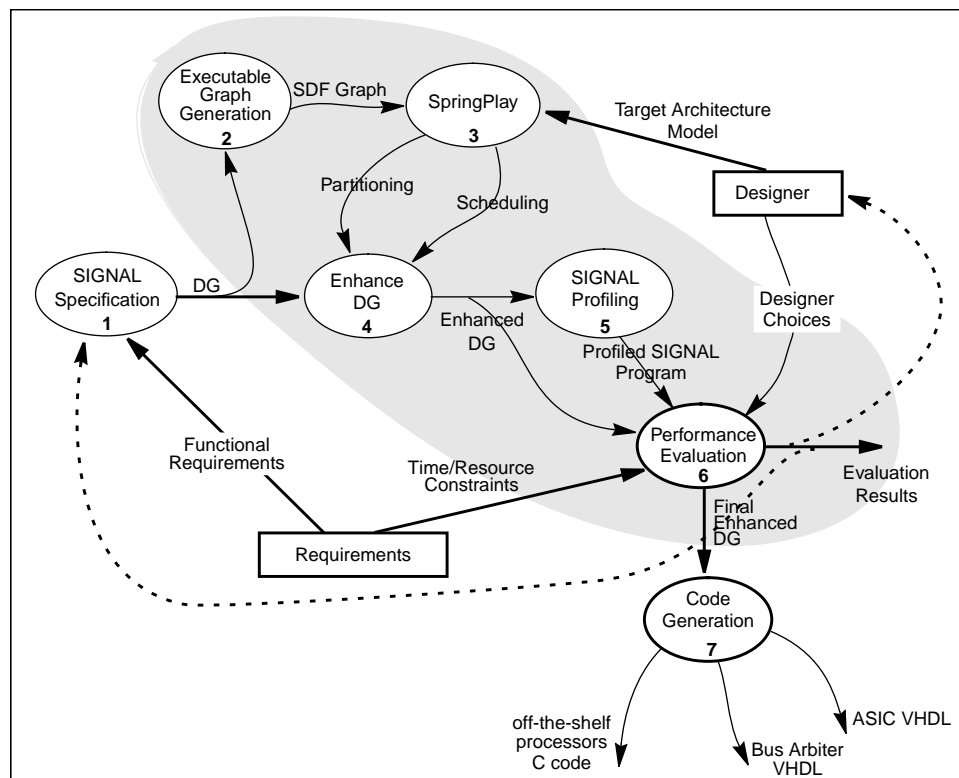 Executable
Graph
Generation
2
SDF Graph
SpringPlay
3
Target Architecture
Model
Designer
Partitioning
Scheduling
SIGNAL
Specification
1
DG
Enhance
DG
4
Enhanced
DG
SIGNAL
Profiling
5
Designer
Choices
Profiled SIGNAL
Program
Functional
Requirements
Time/Resource
Constraints
Performance
Evaluation
6
Evaluation
Results
Final
Enhanced
DG
Requirements
Code
Generation
7
off-the-shelf
processors
C code
Bus Arbiter
VHDL
ASIC VHDL